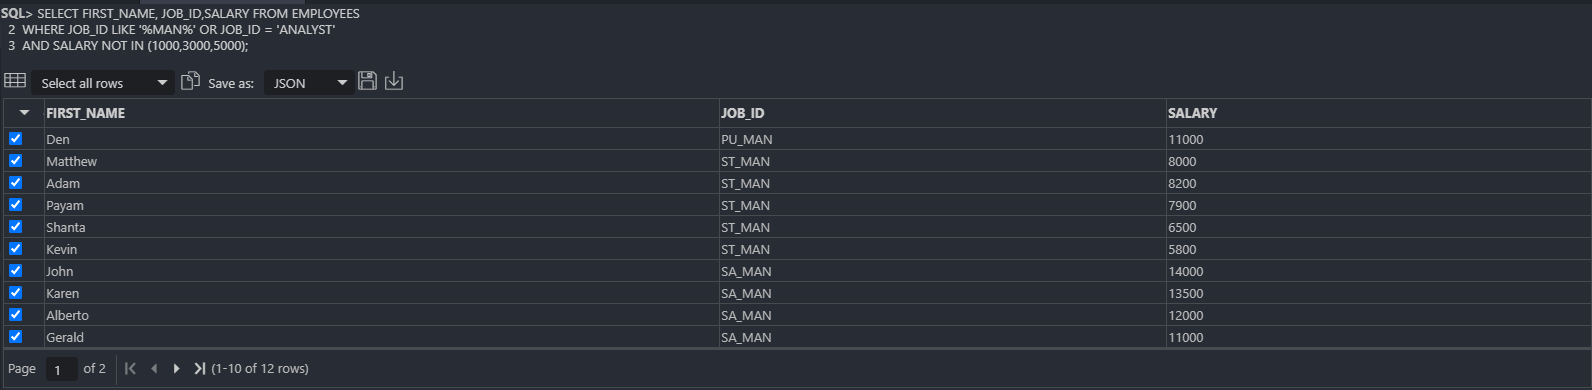 SQL> SELECT FIRST_NAME, JOB_ID,SALARY FROM EMPLOYEES
2 WHERE JOB_ID LIKE '%MAN%' OR JOB_ID = 'ANALYST'
3 AND SALARY NOT IN (1000,3000,5000);
Select all rows Save as: JSON
FIRST_NAME JOB_ID SALARY
Den PU_MAN 11000
Matthew ST_MAN 8000
Adam ST_MAN 8200
Payam ST_MAN 7900
Shanta ST_MAN 6500
Kevin ST_MAN 5800
John SA_MAN 14000
Karen SA_MAN 13500
Alberto SA_MAN 12000
Gerald SA_MAN 11000
Page 1 of 2 (1-10 of 12 rows)